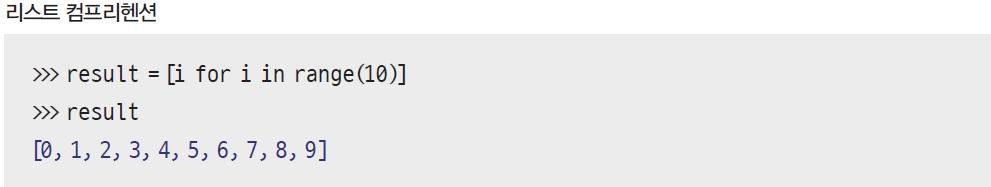 리스트 컴프리헨션
>>> result = [i for i in range(10)]
>>> result
[0, 1, 2, 3, 4, 5, 6, 7, 8, 9]